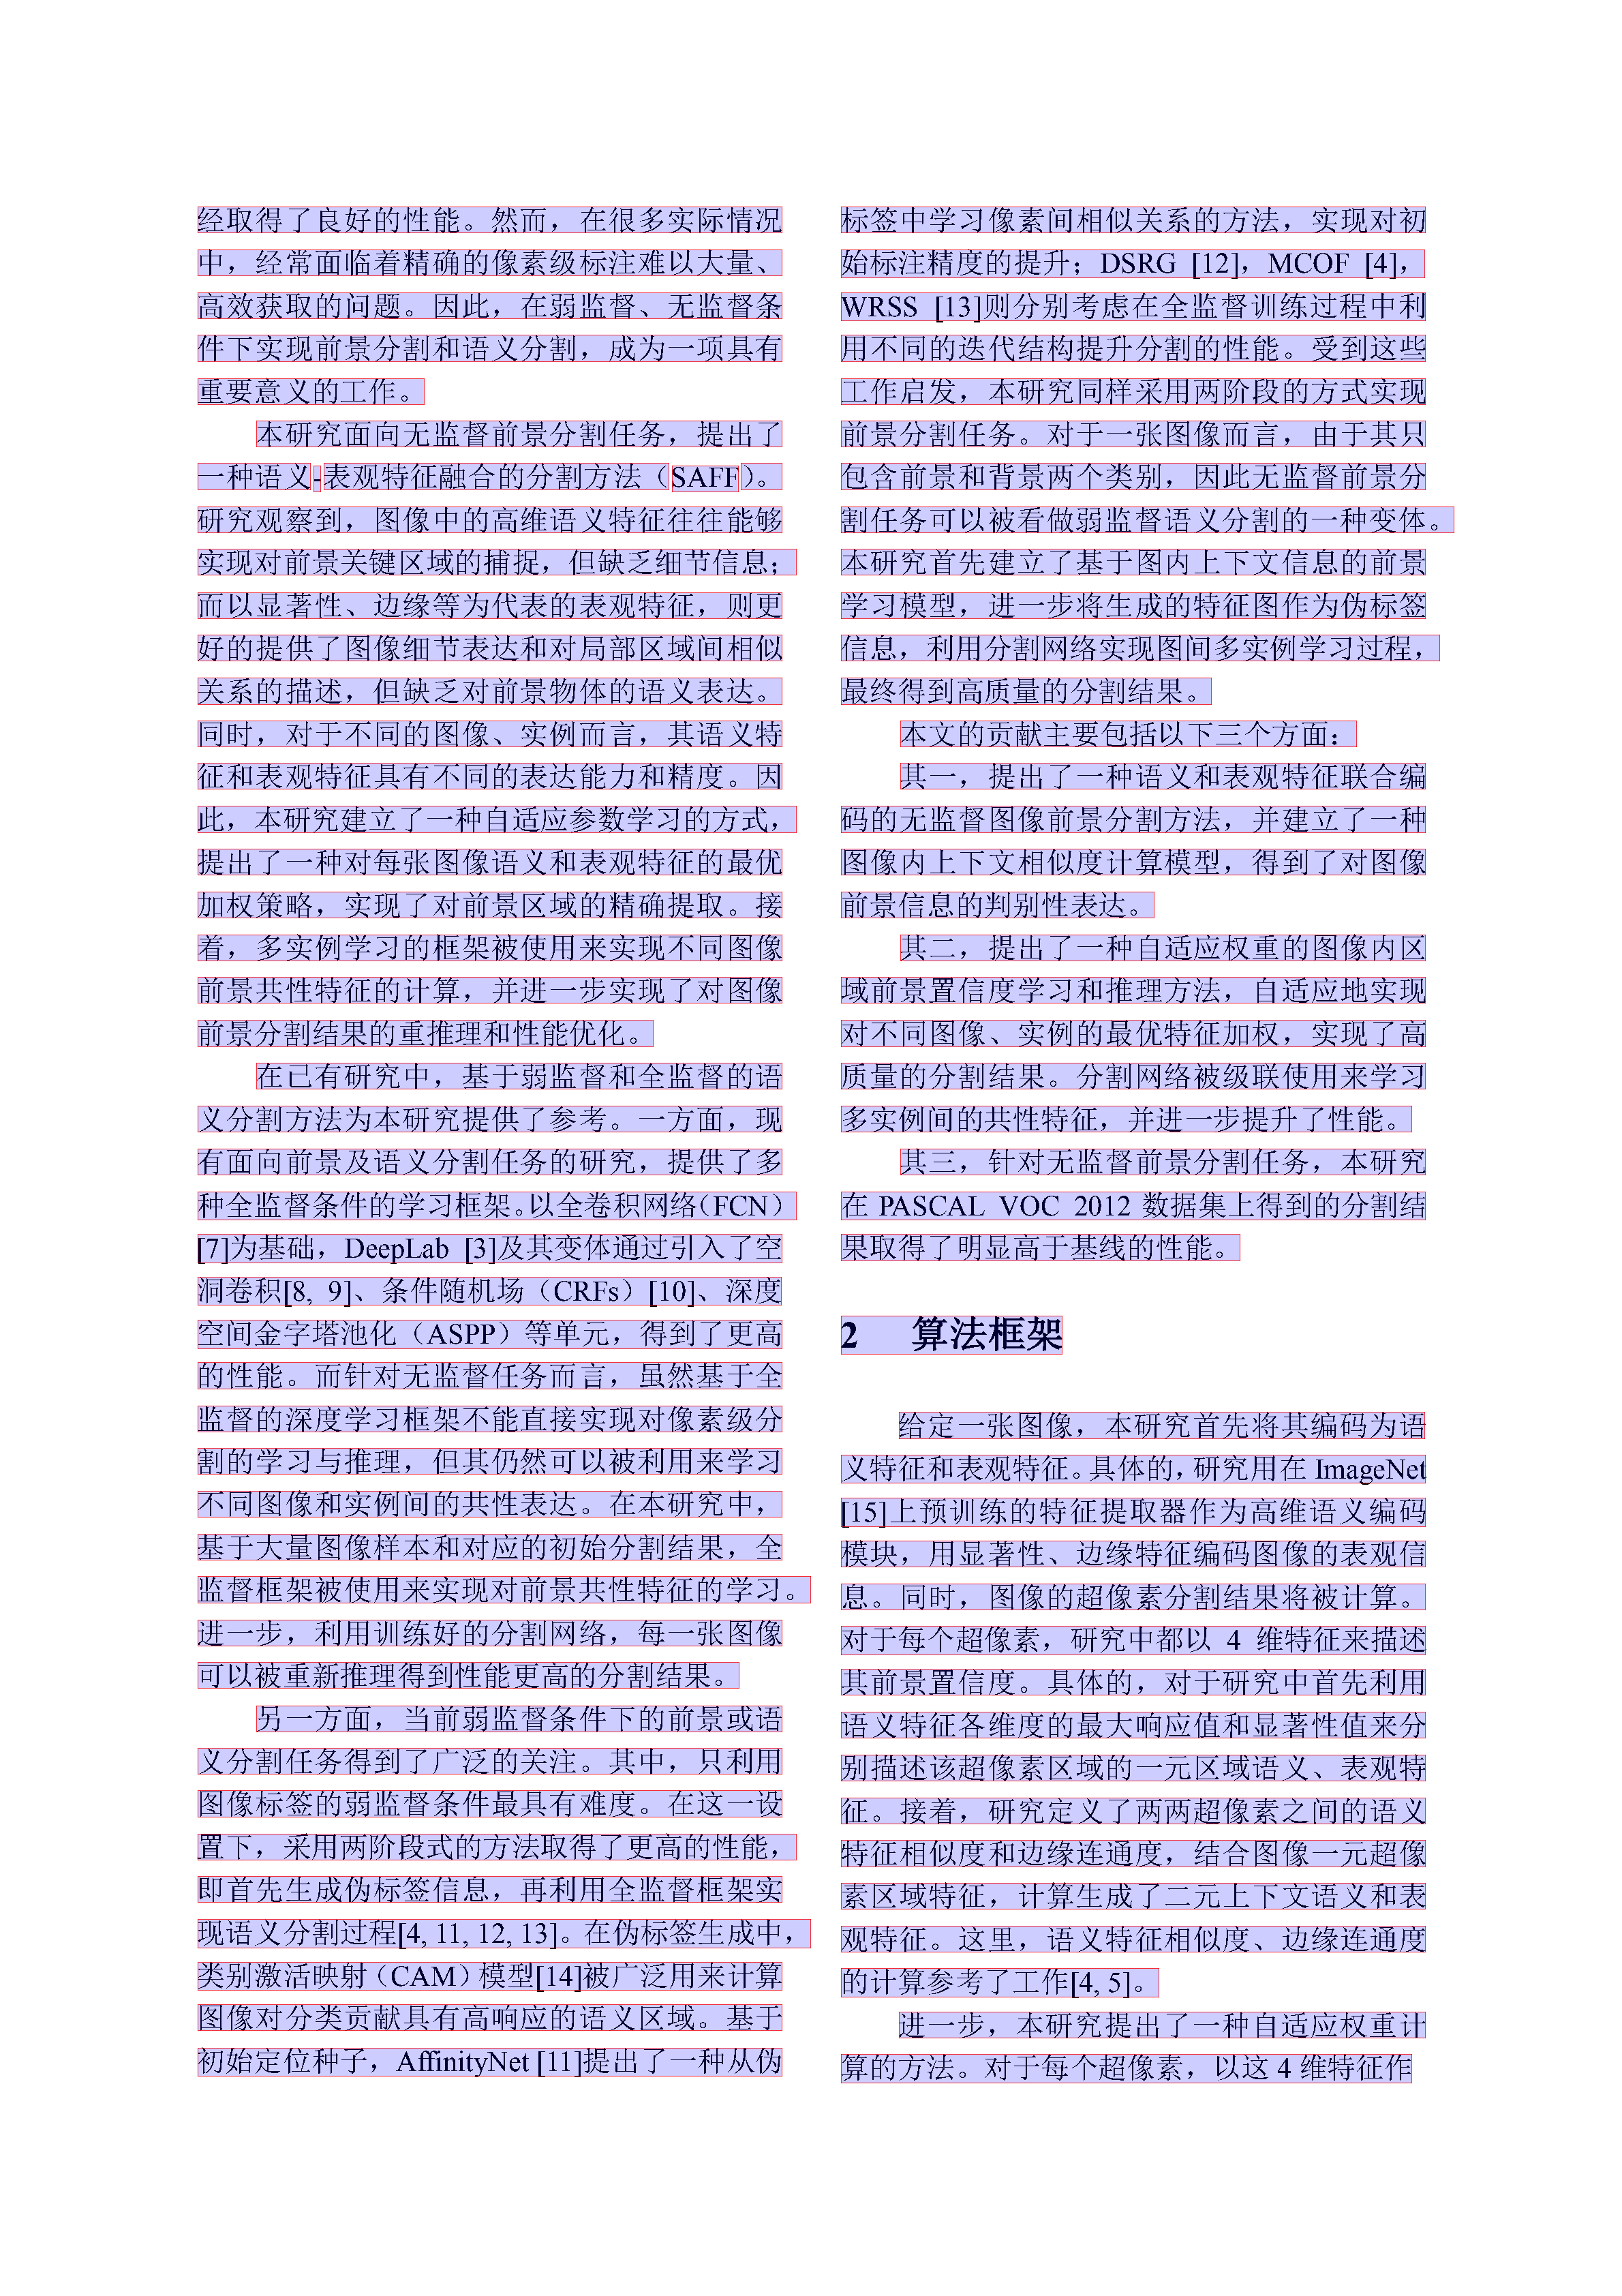 经取得了良好的性能。然而，在很多实际情况
中，经常面临着精确的像素级标注难以大量、
高效获取的问题。因此，在弱监督、无监督条
件下实现前景分割和语义分割，成为一项具有
重要意义的工作。
本研究面向无监督前景分割任务，提出了
一种语义-表观特征融合的分割方法（SAFF）。
研究观察到，图像中的高维语义特征往往能够
实现对前景关键区域的捕捉，但缺乏细节信息；
而以显著性、边缘等为代表的表观特征，则更
好的提供了图像细节表达和对局部区域间相似
关系的描述，但缺乏对前景物体的语义表达。
同时，对于不同的图像、实例而言，其语义特
征和表观特征具有不同的表达能力和精度。因
此，本研究建立了一种自适应参数学习的方式，
提出了一种对每张图像语义和表观特征的最优
加权策略，实现了对前景区域的精确提取。接
着，多实例学习的框架被使用来实现不同图像
前景共性特征的计算，并进一步实现了对图像
前景分割结果的重推理和性能优化。
在已有研究中，基于弱监督和全监督的语
义分割方法为本研究提供了参考。一方面，现
有面向前景及语义分割任务的研究，提供了多
种全监督条件的学习框架。以全卷积网络（FCN）
[7]为基础，DeepLab [3]及其变体通过引入了空
洞卷积[8, 9]、条件随机场（CRFs）[10]、深度
空间金字塔池化（ASPP）等单元，得到了更高
的性能。而针对无监督任务而言，虽然基于全
监督的深度学习框架不能直接实现对像素级分
割的学习与推理，但其仍然可以被利用来学习
不同图像和实例间的共性表达。在本研究中，
基于大量图像样本和对应的初始分割结果，全
监督框架被使用来实现对前景共性特征的学习。
进一步，利用训练好的分割网络，每一张图像
可以被重新推理得到性能更高的分割结果。
另一方面，当前弱监督条件下的前景或语
义分割任务得到了广泛的关注。其中，只利用
图像标签的弱监督条件最具有难度。在这一设
置下，采用两阶段式的方法取得了更高的性能，
即首先生成伪标签信息，再利用全监督框架实
现语义分割过程[4, 11, 12, 13]。在伪标签生成中，
类别激活映射（CAM）模型[14]被广泛用来计算
图像对分类贡献具有高响应的语义区域。基于
初始定位种子，AffinityNet [11]提出了一种从伪
标签中学习像素间相似关系的方法，实现对初
始标注精度的提升；DSRG [12]，MCOF [4]，
WRSS [13]则分别考虑在全监督训练过程中利
用不同的迭代结构提升分割的性能。受到这些
工作启发，本研究同样采用两阶段的方式实现
前景分割任务。对于一张图像而言，由于其只
包含前景和背景两个类别，因此无监督前景分
割任务可以被看做弱监督语义分割的一种变体。
本研究首先建立了基于图内上下文信息的前景
学习模型，进一步将生成的特征图作为伪标签
信息，利用分割网络实现图间多实例学习过程，
最终得到高质量的分割结果。
本文的贡献主要包括以下三个方面：
其一，提出了一种语义和表观特征联合编
码的无监督图像前景分割方法，并建立了一种
图像内上下文相似度计算模型，得到了对图像
前景信息的判别性表达。
其二，提出了一种自适应权重的图像内区
域前景置信度学习和推理方法，自适应地实现
对不同图像、实例的最优特征加权，实现了高
质量的分割结果。分割网络被级联使用来学习
多实例间的共性特征，并进一步提升了性能。
其三，针对无监督前景分割任务，本研究
在 PASCAL VOC 2012 数据集上得到的分割结
果取得了明显高于基线的性能。
2 算法框架
给定一张图像，本研究首先将其编码为语
义特征和表观特征。具体的，研究用在 ImageNet
[15]上预训练的特征提取器作为高维语义编码
模块，用显著性、边缘特征编码图像的表观信
息。同时，图像的超像素分割结果将被计算。
对于每个超像素，研究中都以 4 维特征来描述
其前景置信度。具体的，对于研究中首先利用
语义特征各维度的最大响应值和显著性值来分
别描述该超像素区域的一元区域语义、表观特
征。接着，研究定义了两两超像素之间的语义
特征相似度和边缘连通度，结合图像一元超像
素区域特征，计算生成了二元上下文语义和表
观特征。这里，语义特征相似度、边缘连通度
的计算参考了工作[4, 5]。
进一步，本研究提出了一种自适应权重计
算的方法。对于每个超像素，以这 4 维特征作